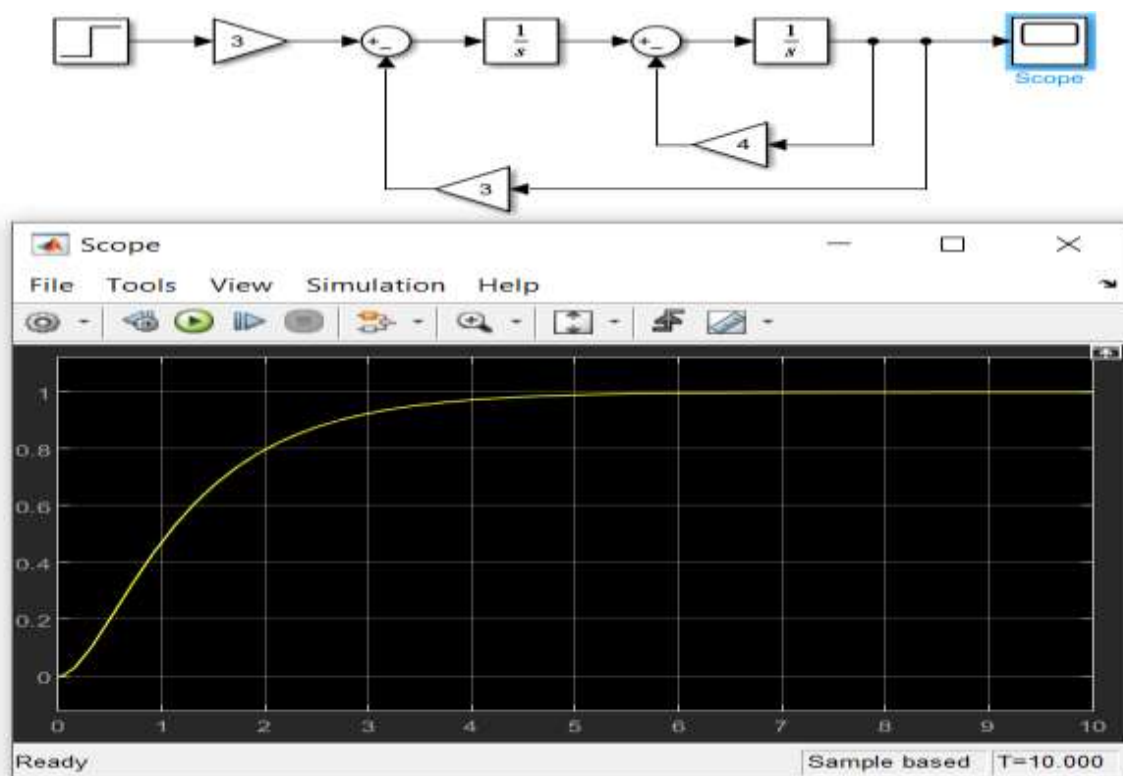 3 +_ 1/s +_ 1/s
Scope
4
3
Scope
File Tools View Simulation Help
1
0.8
0.6
0.4
0.2
0
0 1 2 3 4 5 6 7 8 9 10
Ready Sample based T=10.000